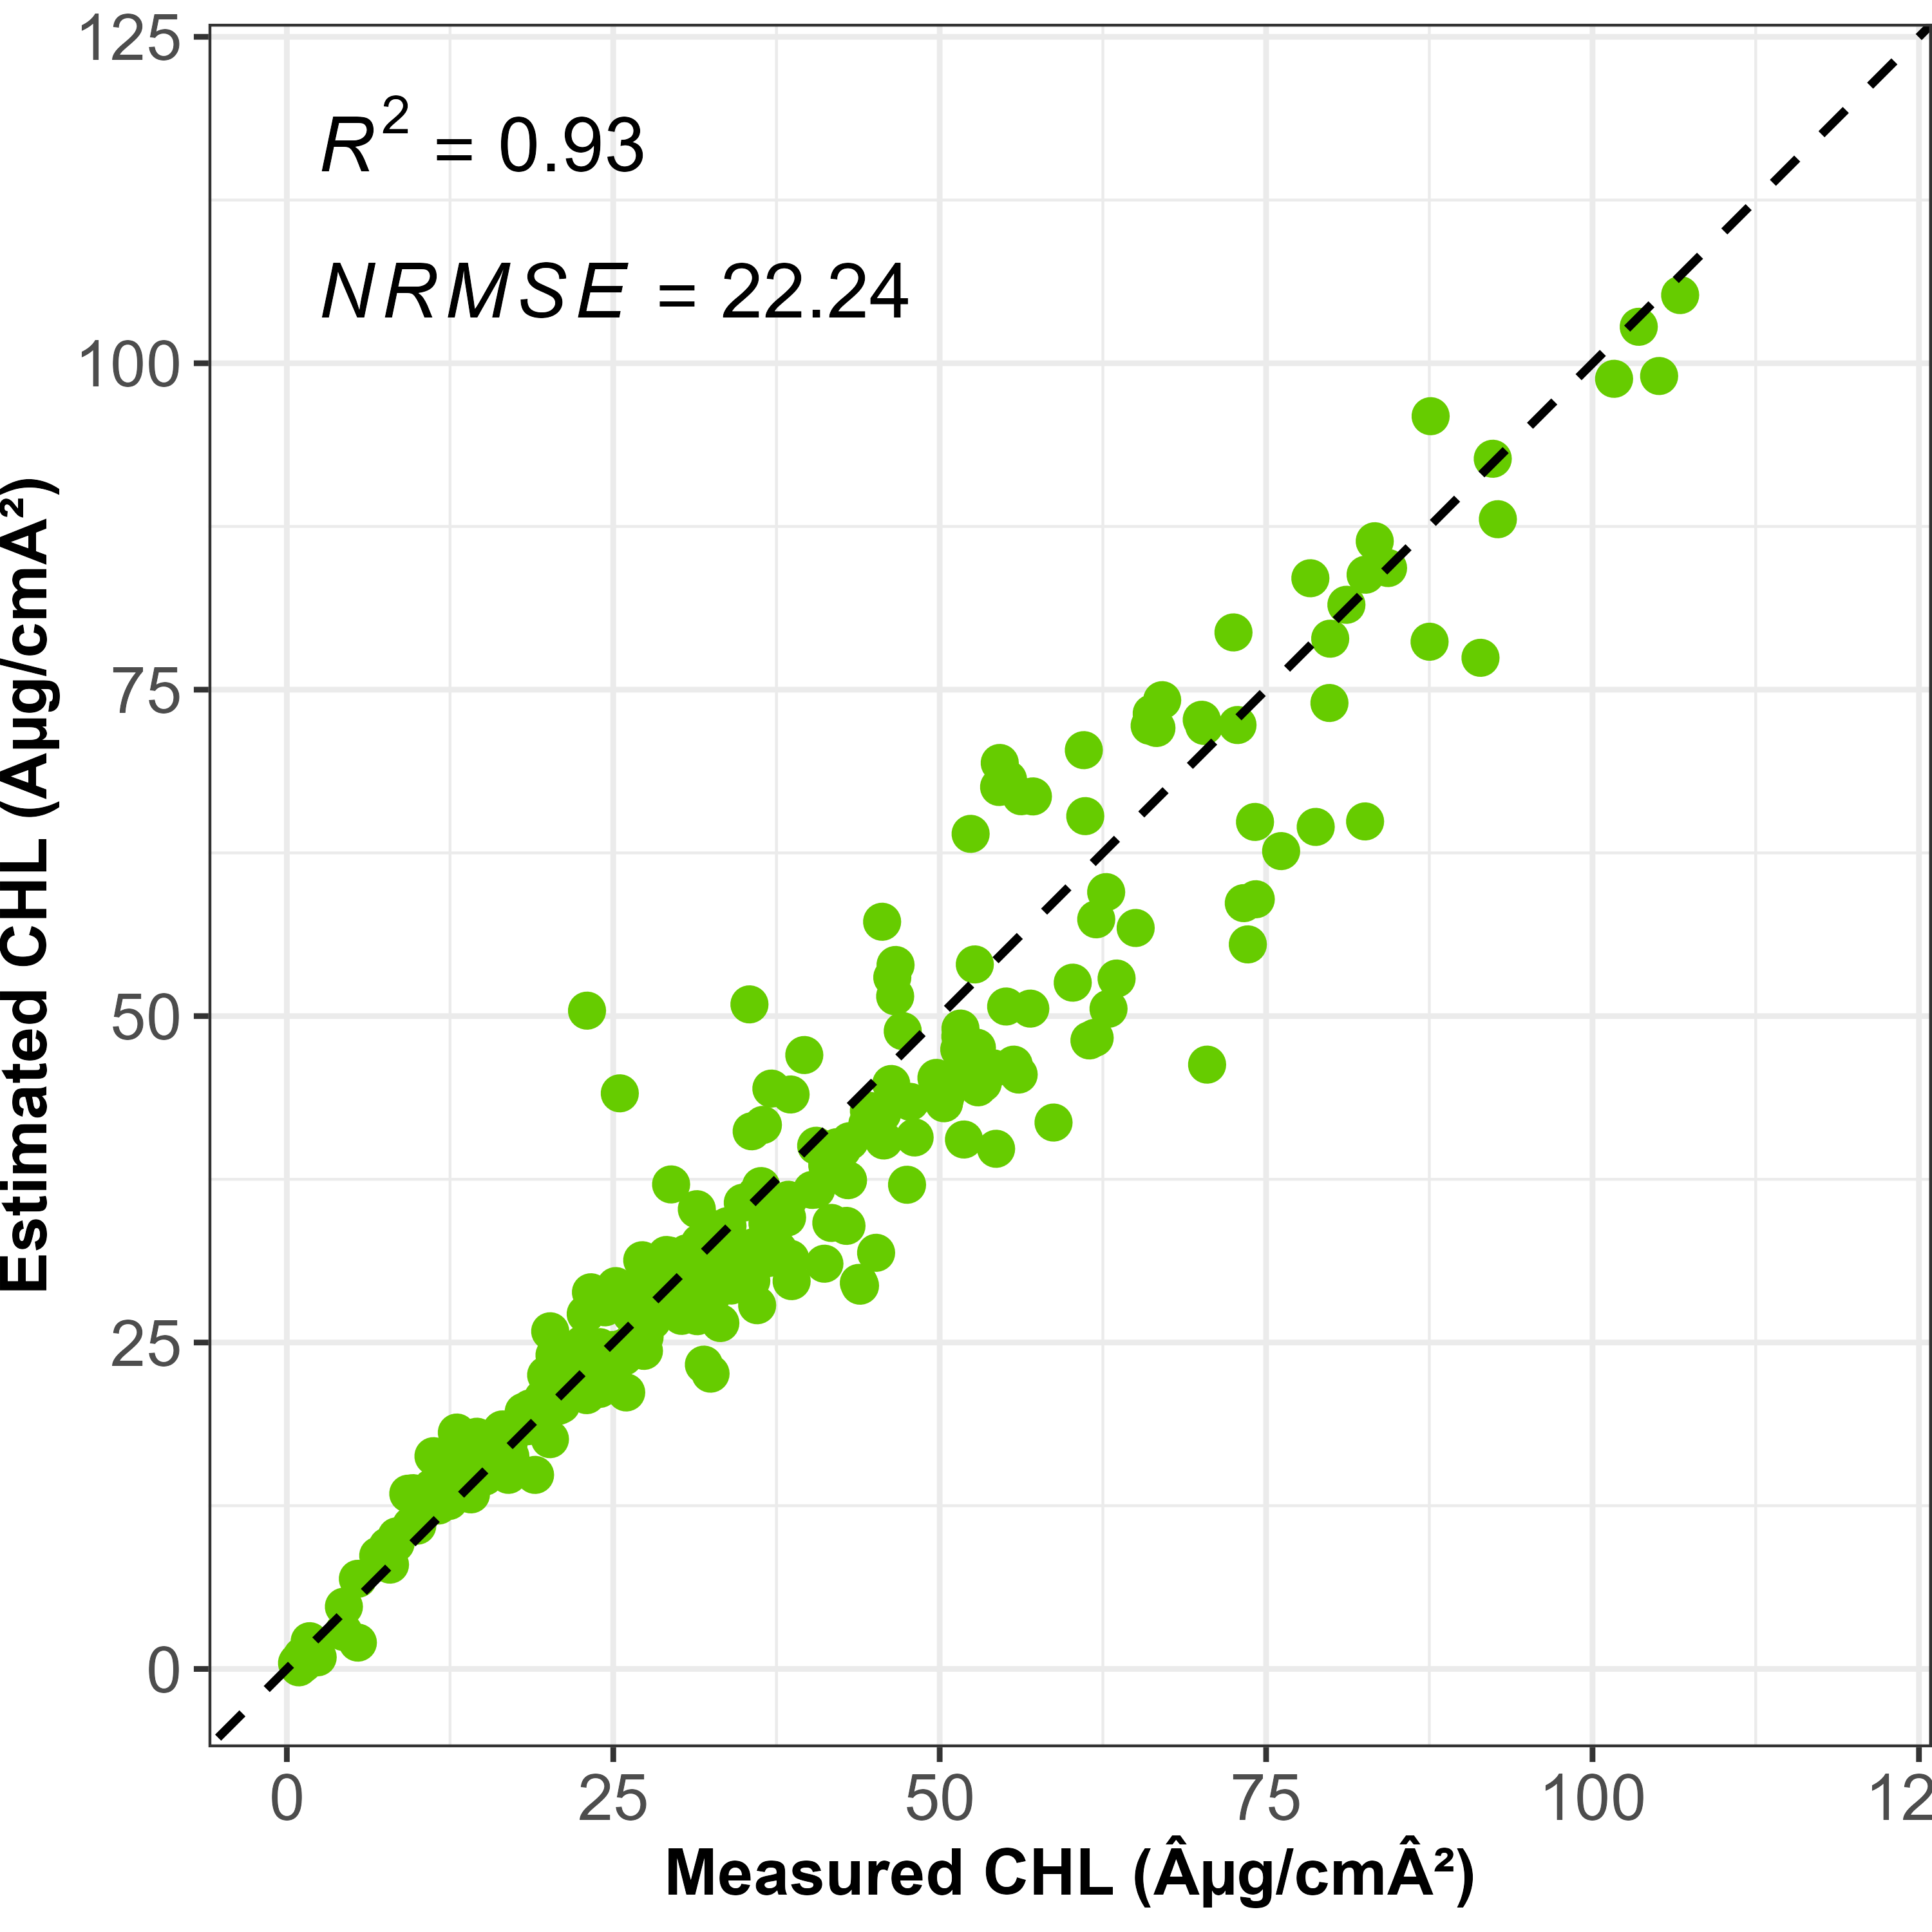 125
R² = 0.93
NRMSE = 22.24
100
75
50
25
0
Estimated CHL (Âµg/cmÂ²)
0 25 50 75 100 12
Measured CHL (Âµg/cmÂ²)